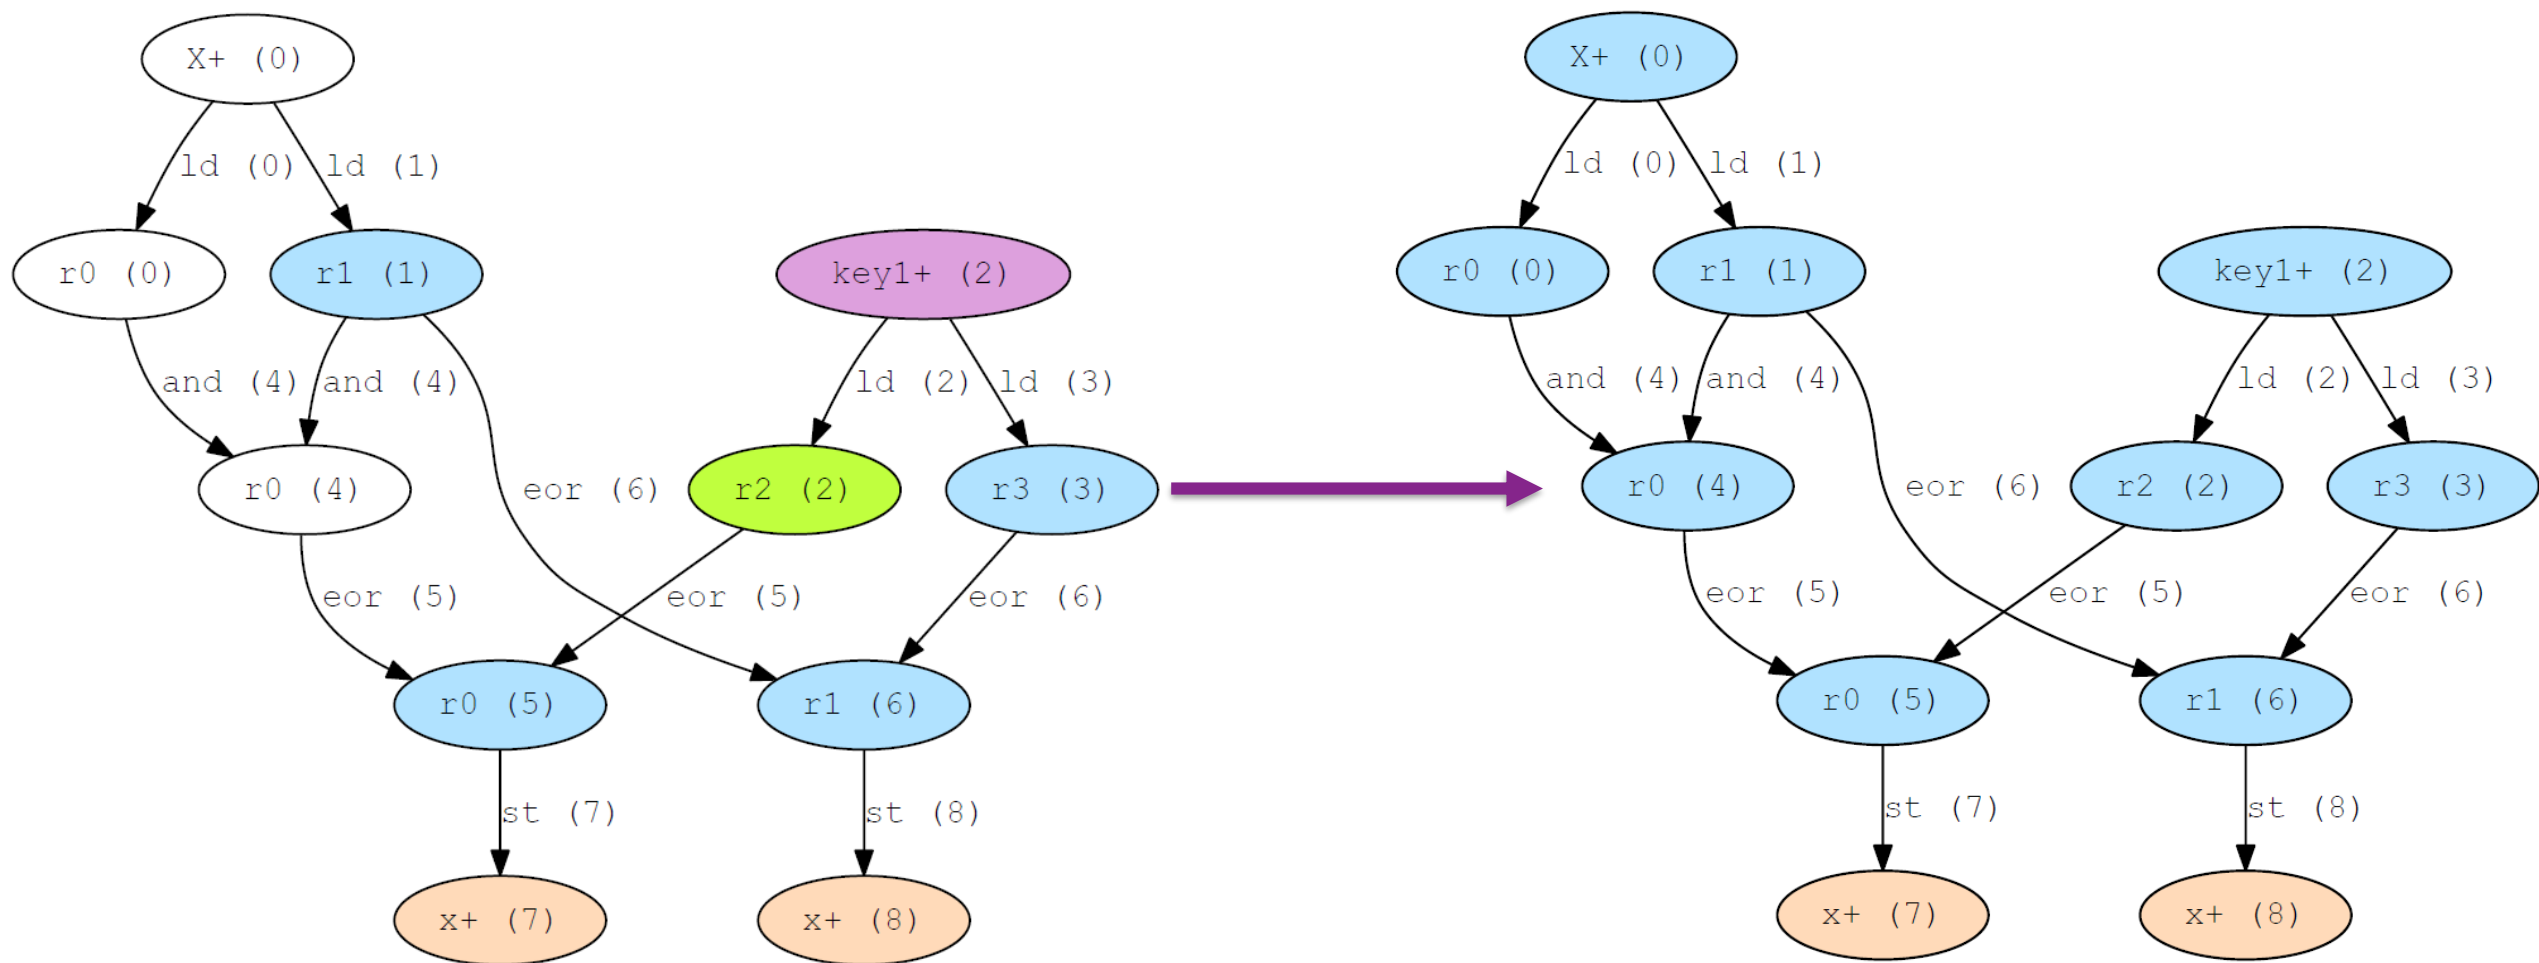 X+ (0)
ld (0)
ld (1)
r0 (0)
r1 (1)
key1+ (2)
and (4)
and (4)
ld (2)
ld (3)
r0 (4)
eor (6)
r2 (2)
r3 (3)
eor (5)
eor (5)
eor (6)
r0 (5)
r1 (6)
st (7)
st (8)
x+ (7)
x+ (8)
X+ (0)
ld (0)
ld (1)
r0 (0)
r1 (1)
key1+ (2)
and (4)
and (4)
ld (2)
ld (3)
r0 (4)
eor (6)
r2 (2)
r3 (3)
eor (5)
eor (5)
eor (6)
r0 (5)
r1 (6)
st (7)
st (8)
x+ (7)
x+ (8)